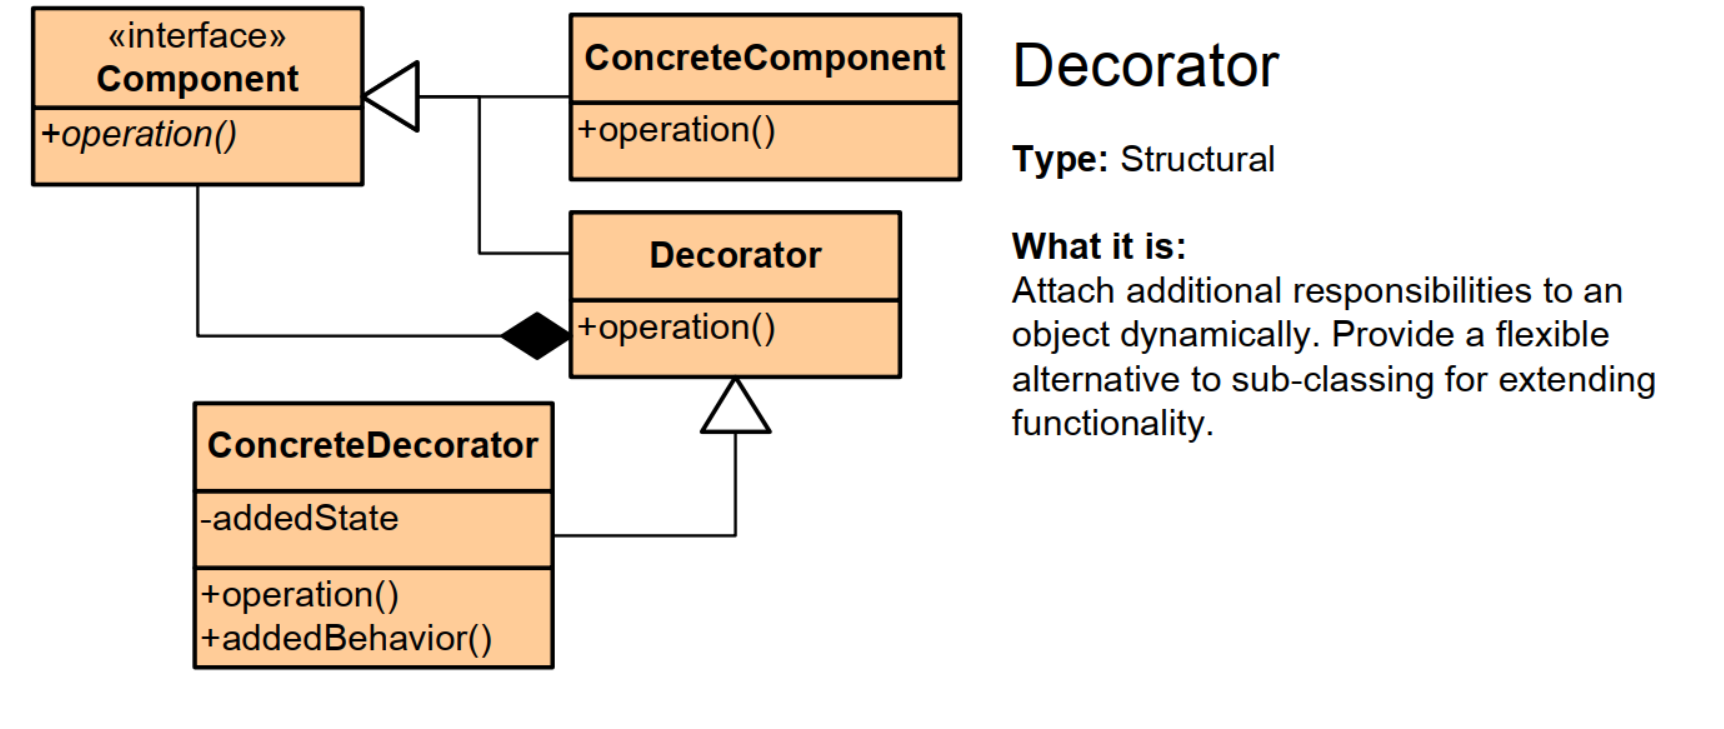 «interface»
Component
+operation()
ConcreteComponent
+operation()
Decorator
+operation()
ConcreteDecorator
-addedState
+operation()
+addedBehavior()
Decorator
Type: Structural
What it is:
Attach additional responsibilities to an
object dynamically. Provide a flexible
alternative to sub-classing for extending
functionality.